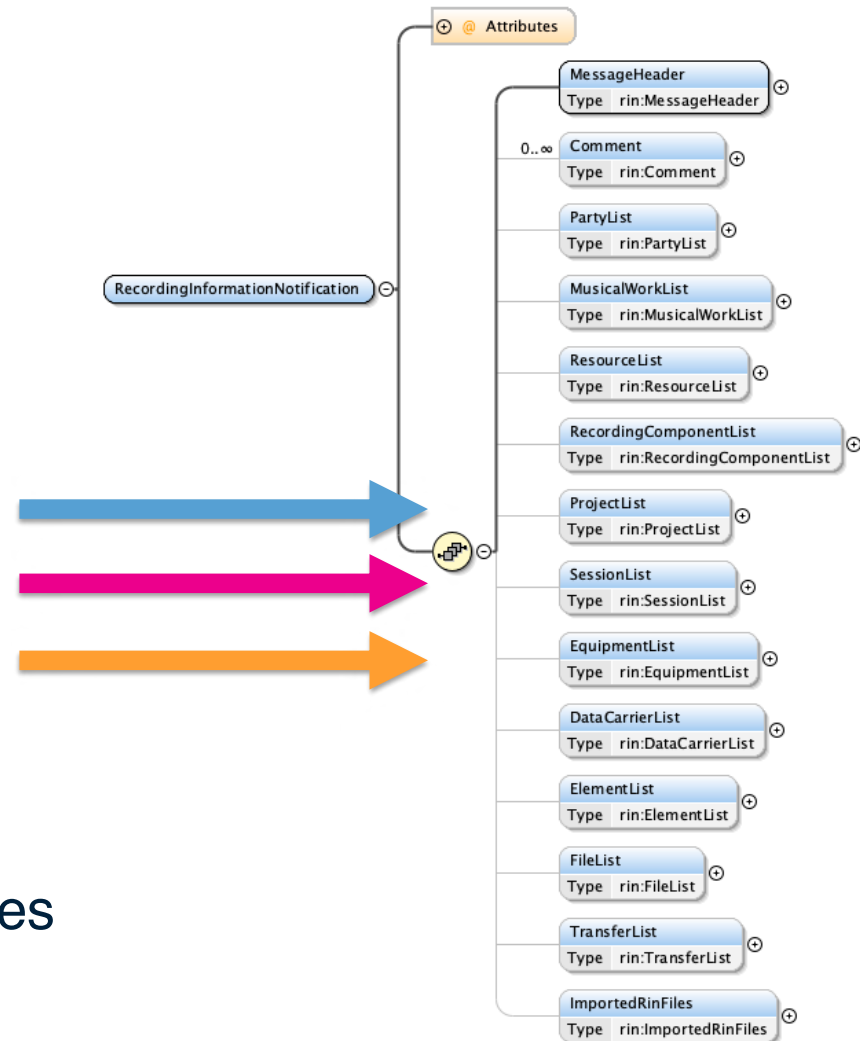 @ Attributes
MessageHeader
Type rin:MessageHeader
0..∞ Comment
Type rin:Comment
PartyList
Type rin:PartyList
RecordingInformationNotification
MusicalWorkList
Type rin:MusicalWorkList
ResourceList
Type rin:ResourceList
RecordingComponentList
Type rin:RecordingComponentList
ProjectList
Type rin:ProjectList
SessionList
Type rin:SessionList
EquipmentList
Type rin:EquipmentList
DataCarrierList
Type rin:DataCarrierList
ElementList
Type rin:ElementList
FileList
Type rin:FileList
es
TransferList
Type rin:TransferList
ImportedRinFiles
Type rin:ImportedRinFiles